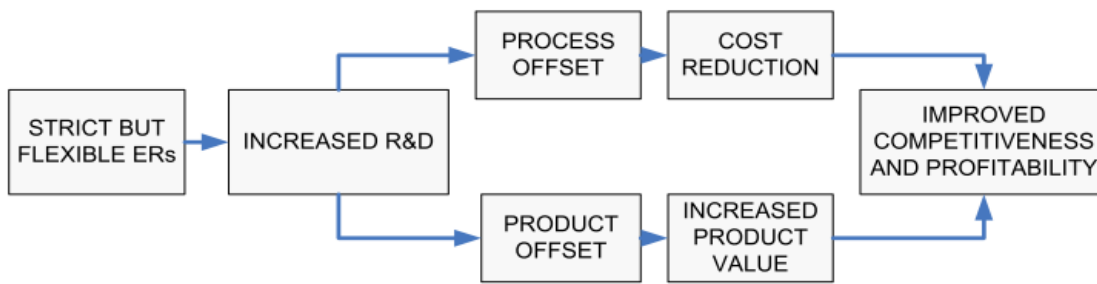 STRICT BUT
FLEXIBLE ERs
INCREASED R&D
PROCESS
OFFSET
COST
REDUCTION
PRODUCT
OFFSET
INCREASED
PRODUCT
VALUE
IMPROVED
COMPETITIVENESS
AND PROFITABILITY